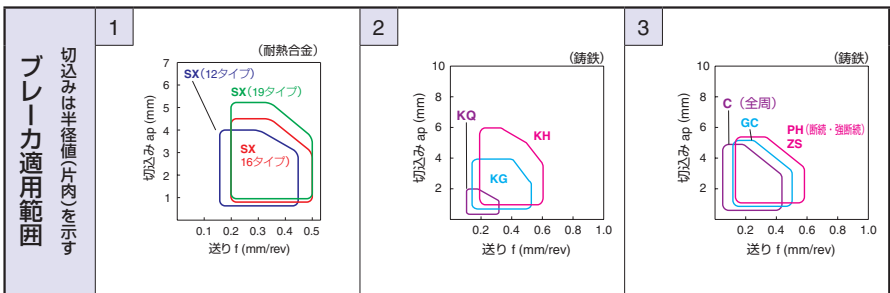 ブレーカ適用範囲
切込みは半径値(片肉)を示す
1
(耐熱合金)
切込み ap (mm)
7
6
5
4
3
2
1
SX(12タイプ)
SX(19タイプ)
SX
16タイプ)
0.1 0.2 0.3 0.4 0.5
送り f (mm/rev)
2
(鋳鉄)
切込み ap (mm)
10
8
6
4
2
KQ
KH
KG
0.2 0.4 0.6 0.8 1.0
送り f (mm/rev)
3
(鋳鉄)
切込み ap (mm)
10
8
6
4
2
C (全周)
GC
PH(断続・強断続)
ZS
0.2 0.4 0.6 0.8 1.0
送り f (mm/rev)